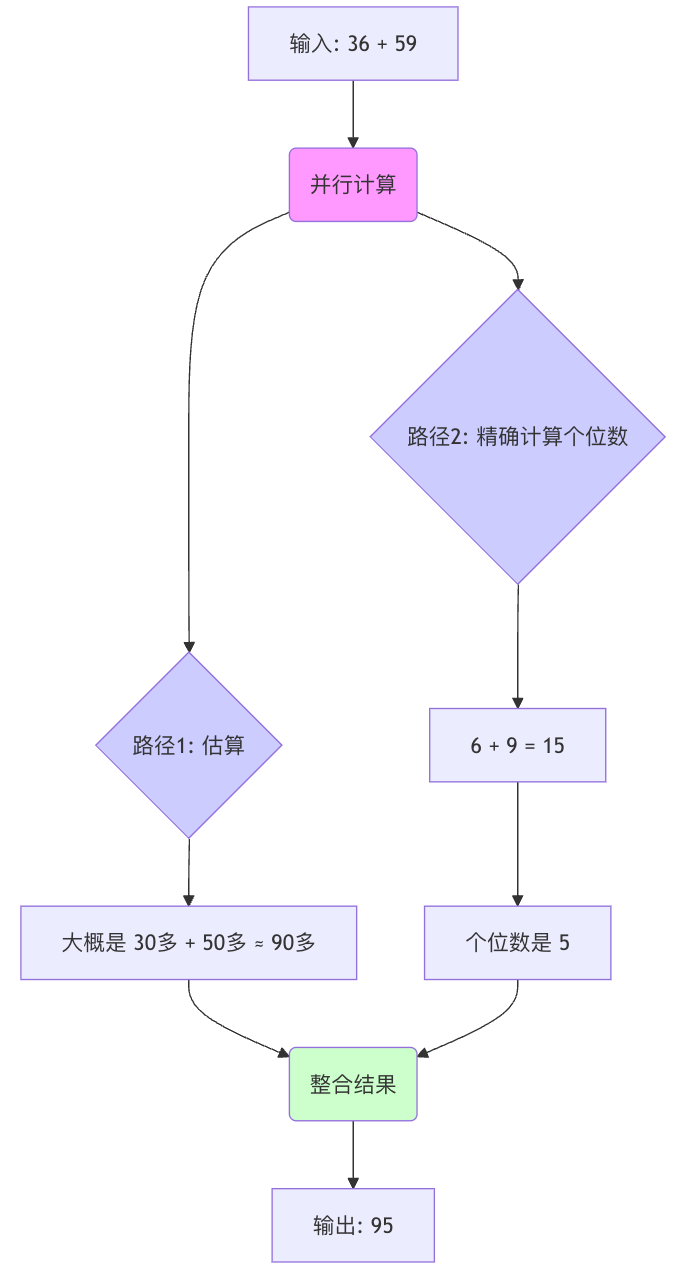 输入: 36 + 59
并行计算
路径2: 精确计算个位数
路径1: 估算
6 + 9 = 15
大概是 30多 + 50多 ≈ 90多
个位数是 5
整合结果
输出: 95